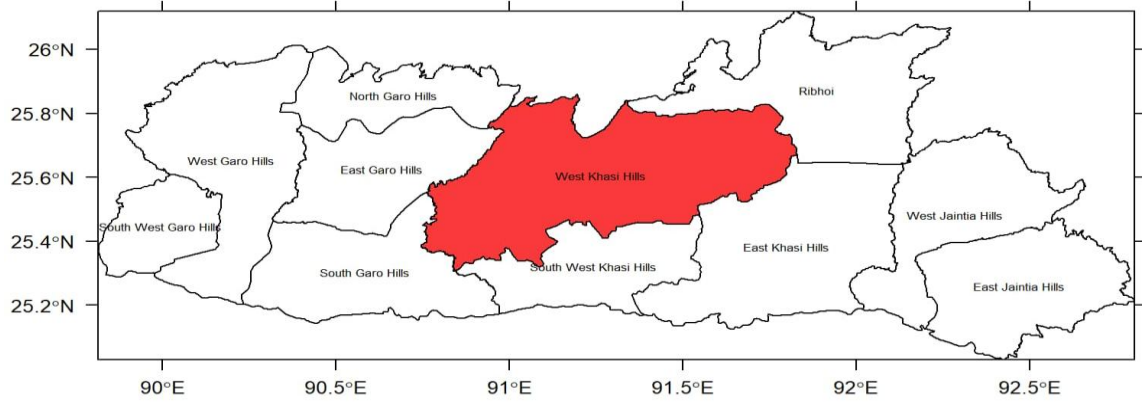 26°N
Ribhoi
North Garo Hills
25.8°N
West Garo Hills
East Garo Hills
West Khasi Hills
25.6°N
West Jaintia Hills
South West Garo Hills
25.4°N
East Khasi Hills
South Garo Hills
South West Khasi Hills
East Jaintia Hills
25.2°N
90°E
90.5°E
91°E
91.5°E
92°E
92.5°E